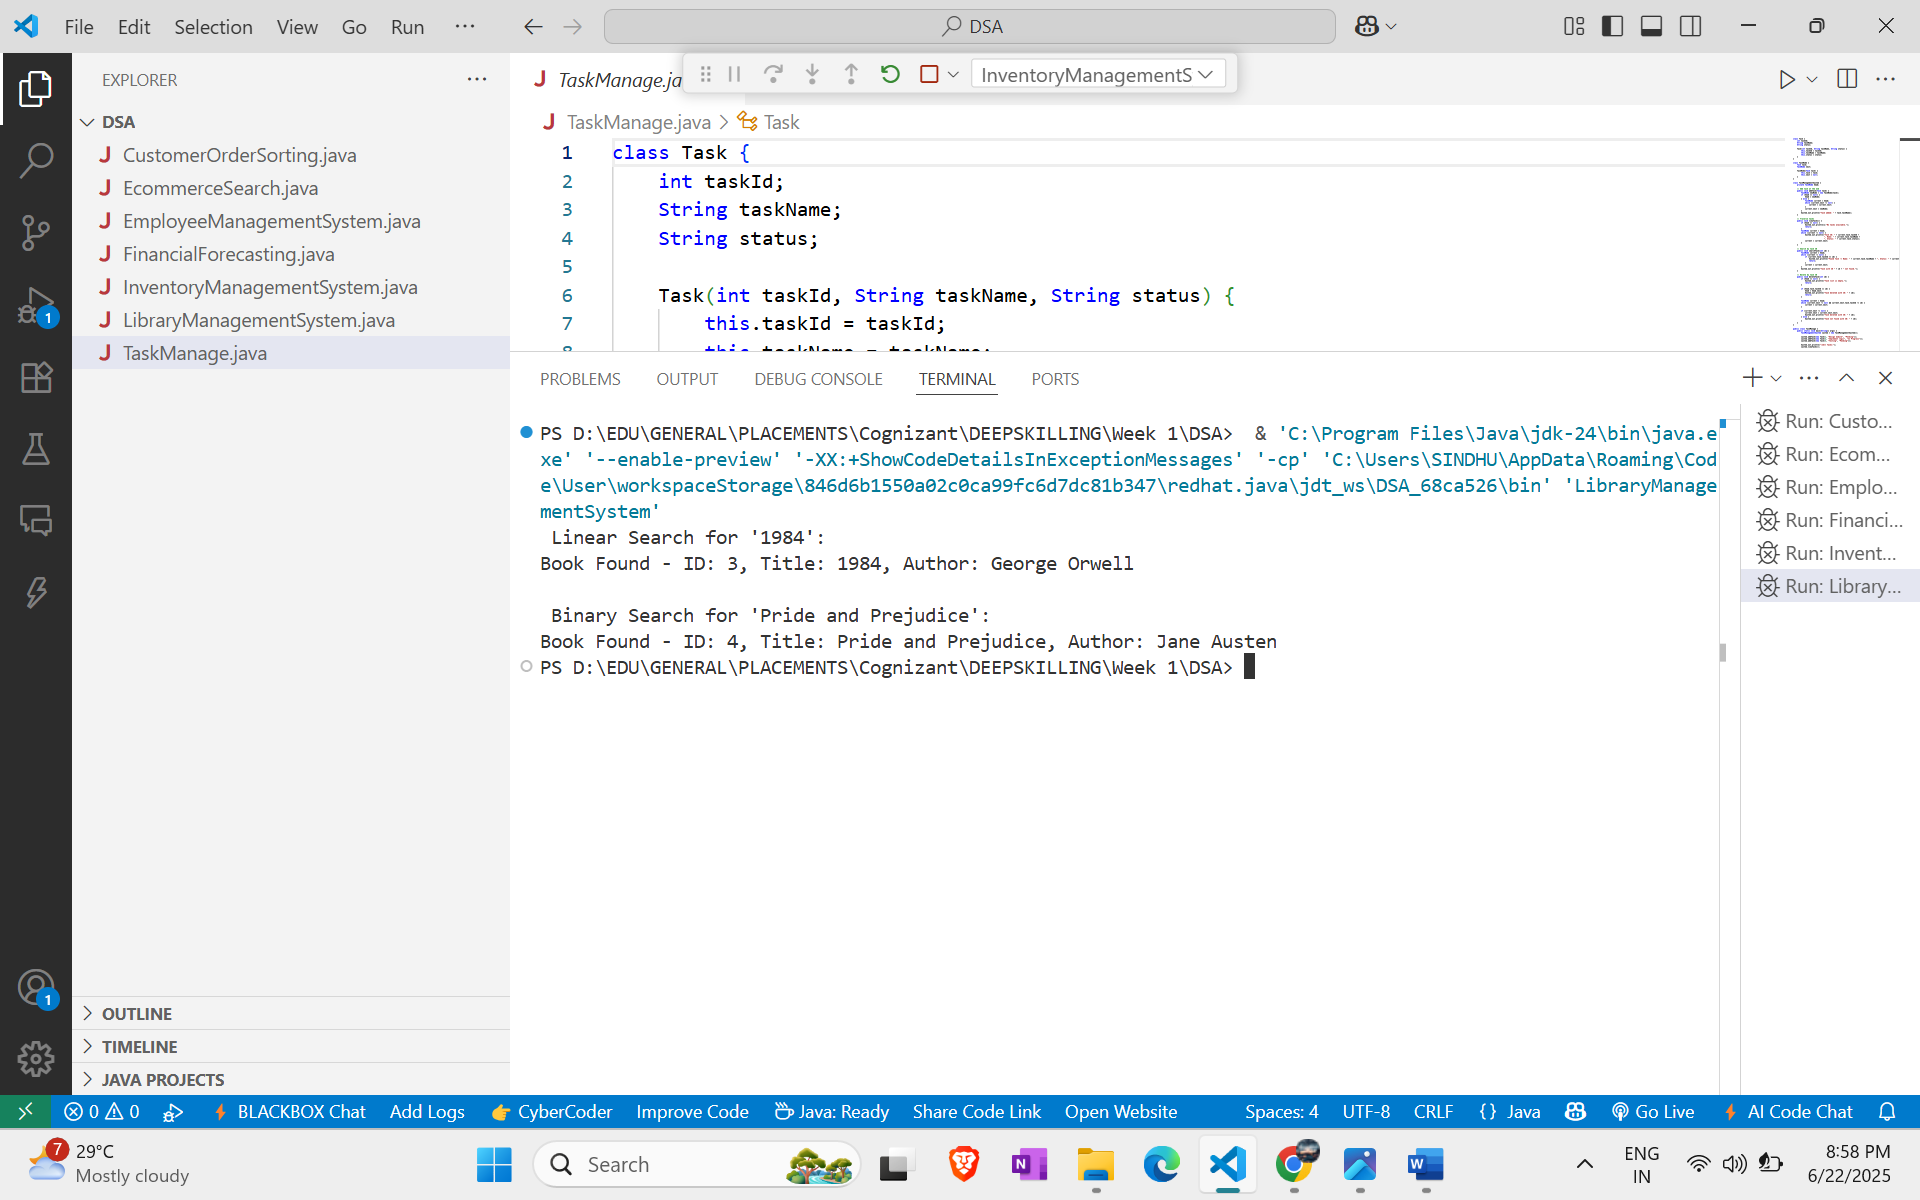 File Edit Selection View Go Run ···
DSA
EXPLORER
DSA
CustomerOrderSorting.java
EcommerceSearch.java
EmployeeManagementSystem.java
FinancialForecasting.java
InventoryManagementSystem.java
LibraryManagementSystem.java
TaskManage.java
OUTLINE
TIMELINE
JAVA PROJECTS
1
1
J TaskManage.ja
InventoryManagementS
J TaskManage.java > Task
1 class Task {
2 int taskId;
3 String taskName;
4 String status;
5
6 Task(int taskId, String taskName, String status) {
7 this.taskId = taskId;
8 this.taskName = taskName;
PROBLEMS OUTPUT DEBUG CONSOLE TERMINAL PORTS
PS D:\EDU\GENERAL\PLACEMENTS\Cognizant\DEEPSKILLING\Week 1\DSA>  & 'C:\Program Files\Java\jdk-24\bin\java.e
xe' '--enable-preview' '-XX:+ShowCodeDetailsInExceptionMessages' '-cp' 'C:\Users\SINDHU\AppData\Roaming\Cod
e\User\workspaceStorage\846d6b1550a02c0ca99fc6d7dc81b347\redhat.java\jdt_ws\DSA_68ca526\bin' 'LibraryManage
mentSystem'
Linear Search for '1984':
Book Found - ID: 3, Title: 1984, Author: George Orwell
Binary Search for 'Pride and Prejudice':
Book Found - ID: 4, Title: Pride and Prejudice, Author: Jane Austen
PS D:\EDU\GENERAL\PLACEMENTS\Cognizant\DEEPSKILLING\Week 1\DSA>
Run: Custo...
Run: Ecom...
Run: Emplo...
Run: Financi...
Run: Invent...
Run: Library...
0 0 BLACKBOX Chat Add Logs CyberCoder Improve Code Java: Ready Share Code Link Open Website Spaces: 4 UTF-8 CRLF {} Java Go Live AI Code Chat
7 29°C
Mostly cloudy
Search
ENG
IN
8:58 PM
6/22/2025